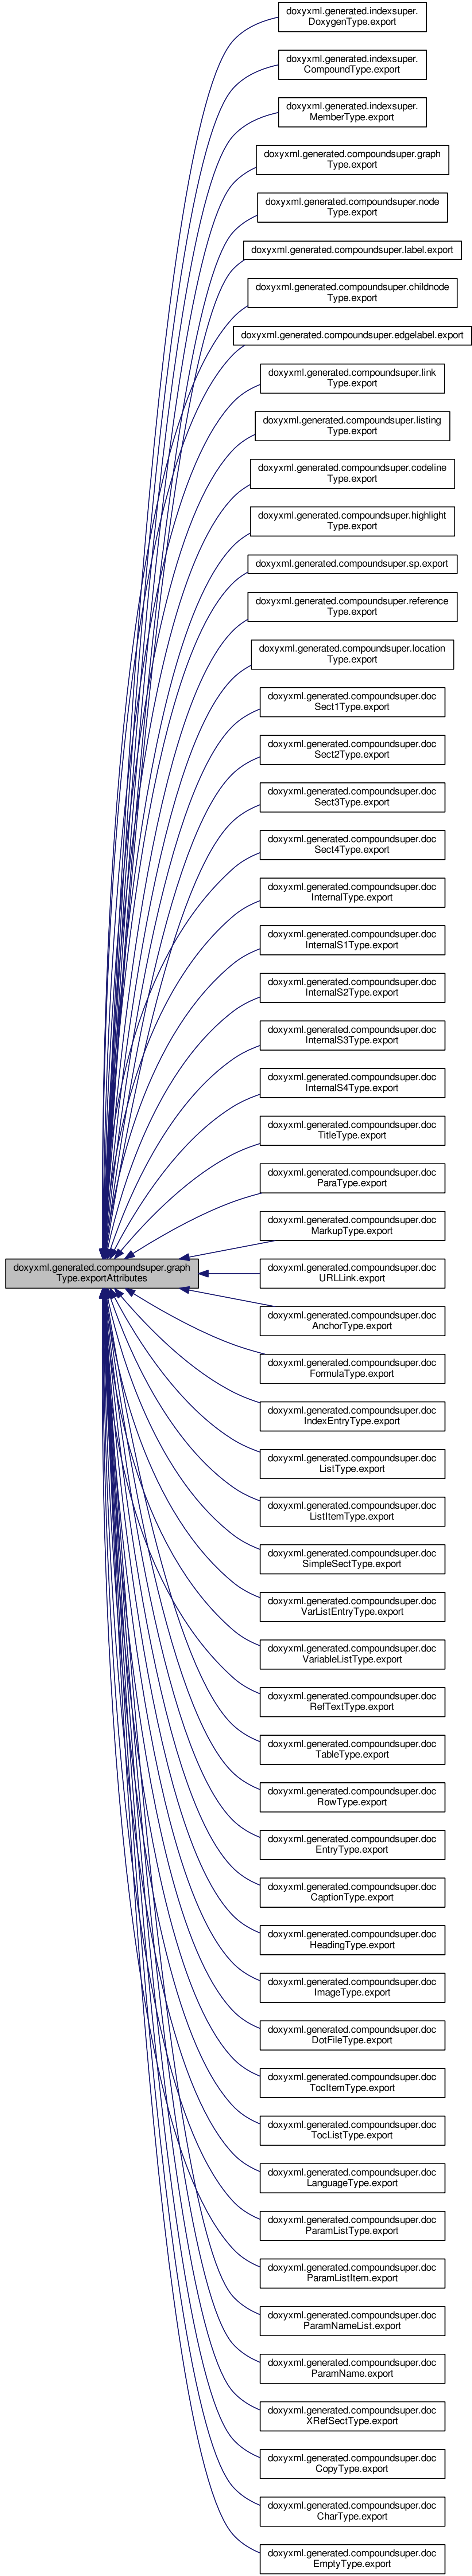 doxyxml.generated.indexsuper.
DoxygenType.export
doxyxml.generated.indexsuper.
CompoundType.export
doxyxml.generated.indexsuper.
MemberType.export
doxyxml.generated.compoundsuper.graph
Type.export
doxyxml.generated.compoundsuper.node
Type.export
doxyxml.generated.compoundsuper.label.export
doxyxml.generated.compoundsuper.childnode
Type.export
doxyxml.generated.compoundsuper.edgelabel.export
doxyxml.generated.compoundsuper.link
Type.export
doxyxml.generated.compoundsuper.listing
Type.export
doxyxml.generated.compoundsuper.codeline
Type.export
doxyxml.generated.compoundsuper.highlight
Type.export
doxyxml.generated.compoundsuper.sp.export
doxyxml.generated.compoundsuper.reference
Type.export
doxyxml.generated.compoundsuper.location
Type.export
doxyxml.generated.compoundsuper.doc
Sect1Type.export
doxyxml.generated.compoundsuper.doc
Sect2Type.export
doxyxml.generated.compoundsuper.doc
Sect3Type.export
doxyxml.generated.compoundsuper.doc
Sect4Type.export
doxyxml.generated.compoundsuper.doc
InternalType.export
doxyxml.generated.compoundsuper.doc
InternalS1Type.export
doxyxml.generated.compoundsuper.doc
InternalS2Type.export
doxyxml.generated.compoundsuper.doc
InternalS3Type.export
doxyxml.generated.compoundsuper.doc
InternalS4Type.export
doxyxml.generated.compoundsuper.doc
TitleType.export
doxyxml.generated.compoundsuper.doc
ParaType.export
doxyxml.generated.compoundsuper.doc
MarkupType.export
doxyxml.generated.compoundsuper.graph
Type.exportAttributes
doxyxml.generated.compoundsuper.doc
URLLink.export
doxyxml.generated.compoundsuper.doc
AnchorType.export
doxyxml.generated.compoundsuper.doc
FormulaType.export
doxyxml.generated.compoundsuper.doc
IndexEntryType.export
doxyxml.generated.compoundsuper.doc
ListType.export
doxyxml.generated.compoundsuper.doc
ListItemType.export
doxyxml.generated.compoundsuper.doc
SimpleSectType.export
doxyxml.generated.compoundsuper.doc
VarListEntryType.export
doxyxml.generated.compoundsuper.doc
VariableListType.export
doxyxml.generated.compoundsuper.doc
RefTextType.export
doxyxml.generated.compoundsuper.doc
TableType.export
doxyxml.generated.compoundsuper.doc
RowType.export
doxyxml.generated.compoundsuper.doc
EntryType.export
doxyxml.generated.compoundsuper.doc
CaptionType.export
doxyxml.generated.compoundsuper.doc
HeadingType.export
doxyxml.generated.compoundsuper.doc
ImageType.export
doxyxml.generated.compoundsuper.doc
DotFileType.export
doxyxml.generated.compoundsuper.doc
TocItemType.export
doxyxml.generated.compoundsuper.doc
TocListType.export
doxyxml.generated.compoundsuper.doc
LanguageType.export
doxyxml.generated.compoundsuper.doc
ParamListType.export
doxyxml.generated.compoundsuper.doc
ParamListItem.export
doxyxml.generated.compoundsuper.doc
ParamNameList.export
doxyxml.generated.compoundsuper.doc
ParamName.export
doxyxml.generated.compoundsuper.doc
XRefSectType.export
doxyxml.generated.compoundsuper.doc
CopyType.export
doxyxml.generated.compoundsuper.doc
CharType.export
doxyxml.generated.compoundsuper.doc
EmptyType.export